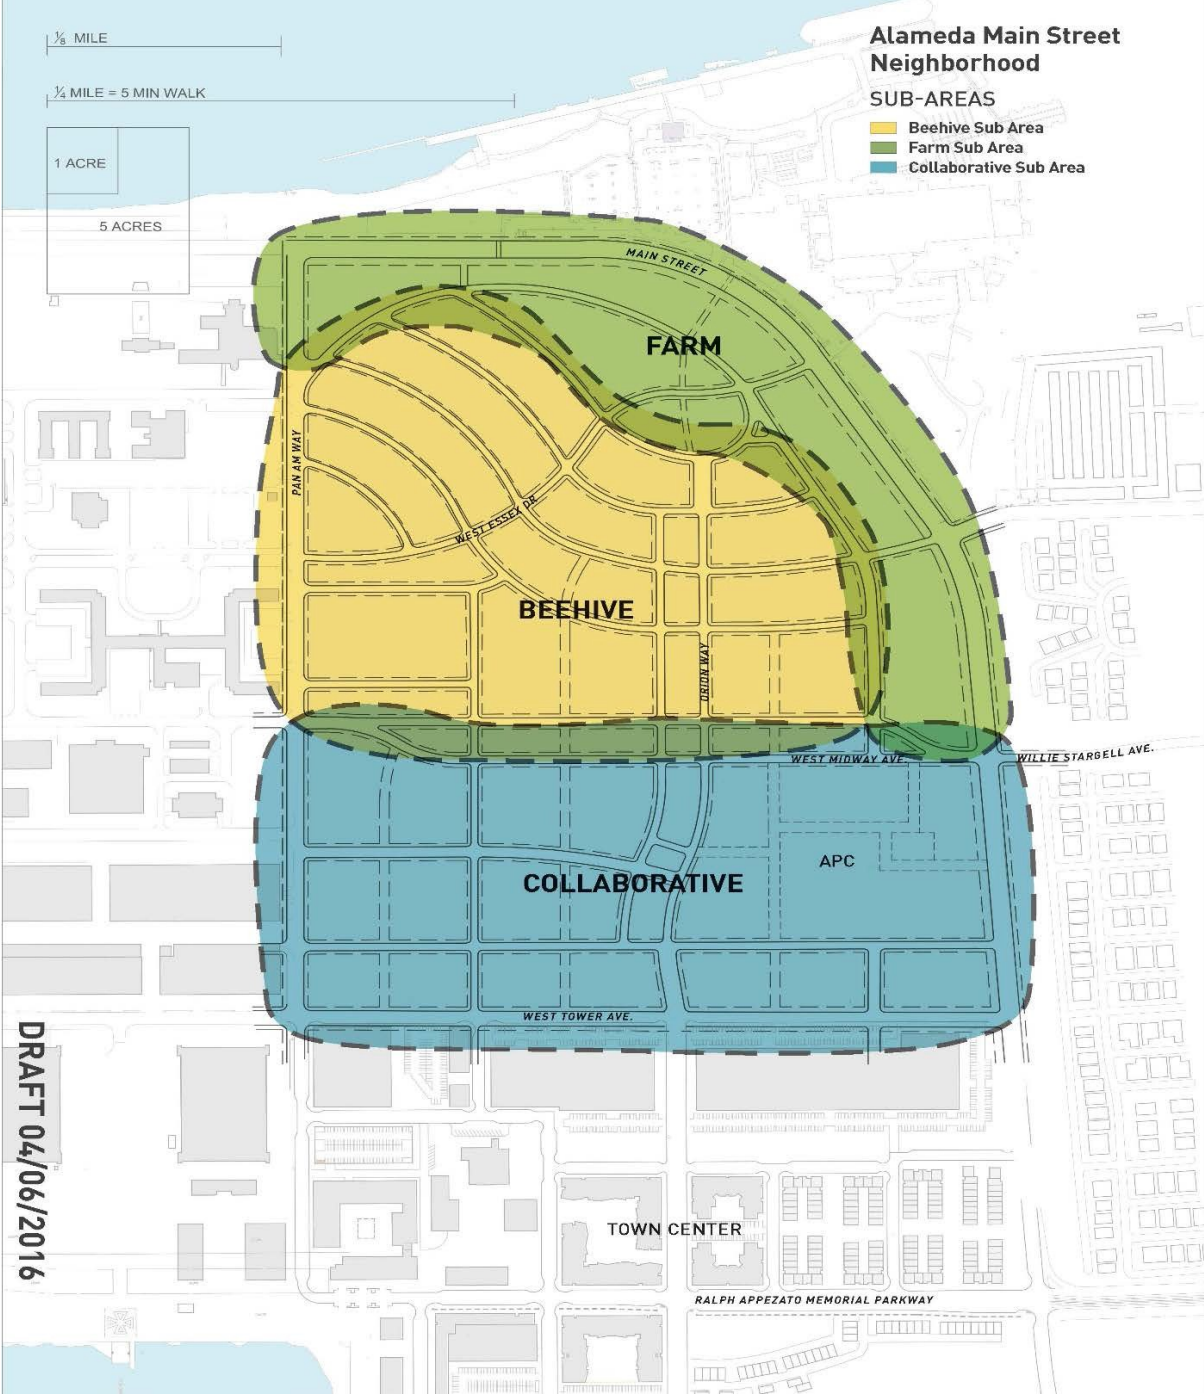 ⅛ MILE
¼ MILE = 5 MIN WALK
1 ACRE
5 ACRES
Alameda Main Street
Neighborhood
SUB-AREAS
Beehive Sub Area
Farm Sub Area
Collaborative Sub Area
MAIN STREET
FARM
PAN AM WAY
WEST ESSEX DR
BEEHIVE
ORION WAY
WEST MIDWAY AVE.
WILLIE STARGELL AVE.
APC
COLLABORATIVE
WEST TOWER AVE.
DRAFT 04/06/2016
TOWN CENTER
RALPH APPEZATO MEMORIAL PARKWAY